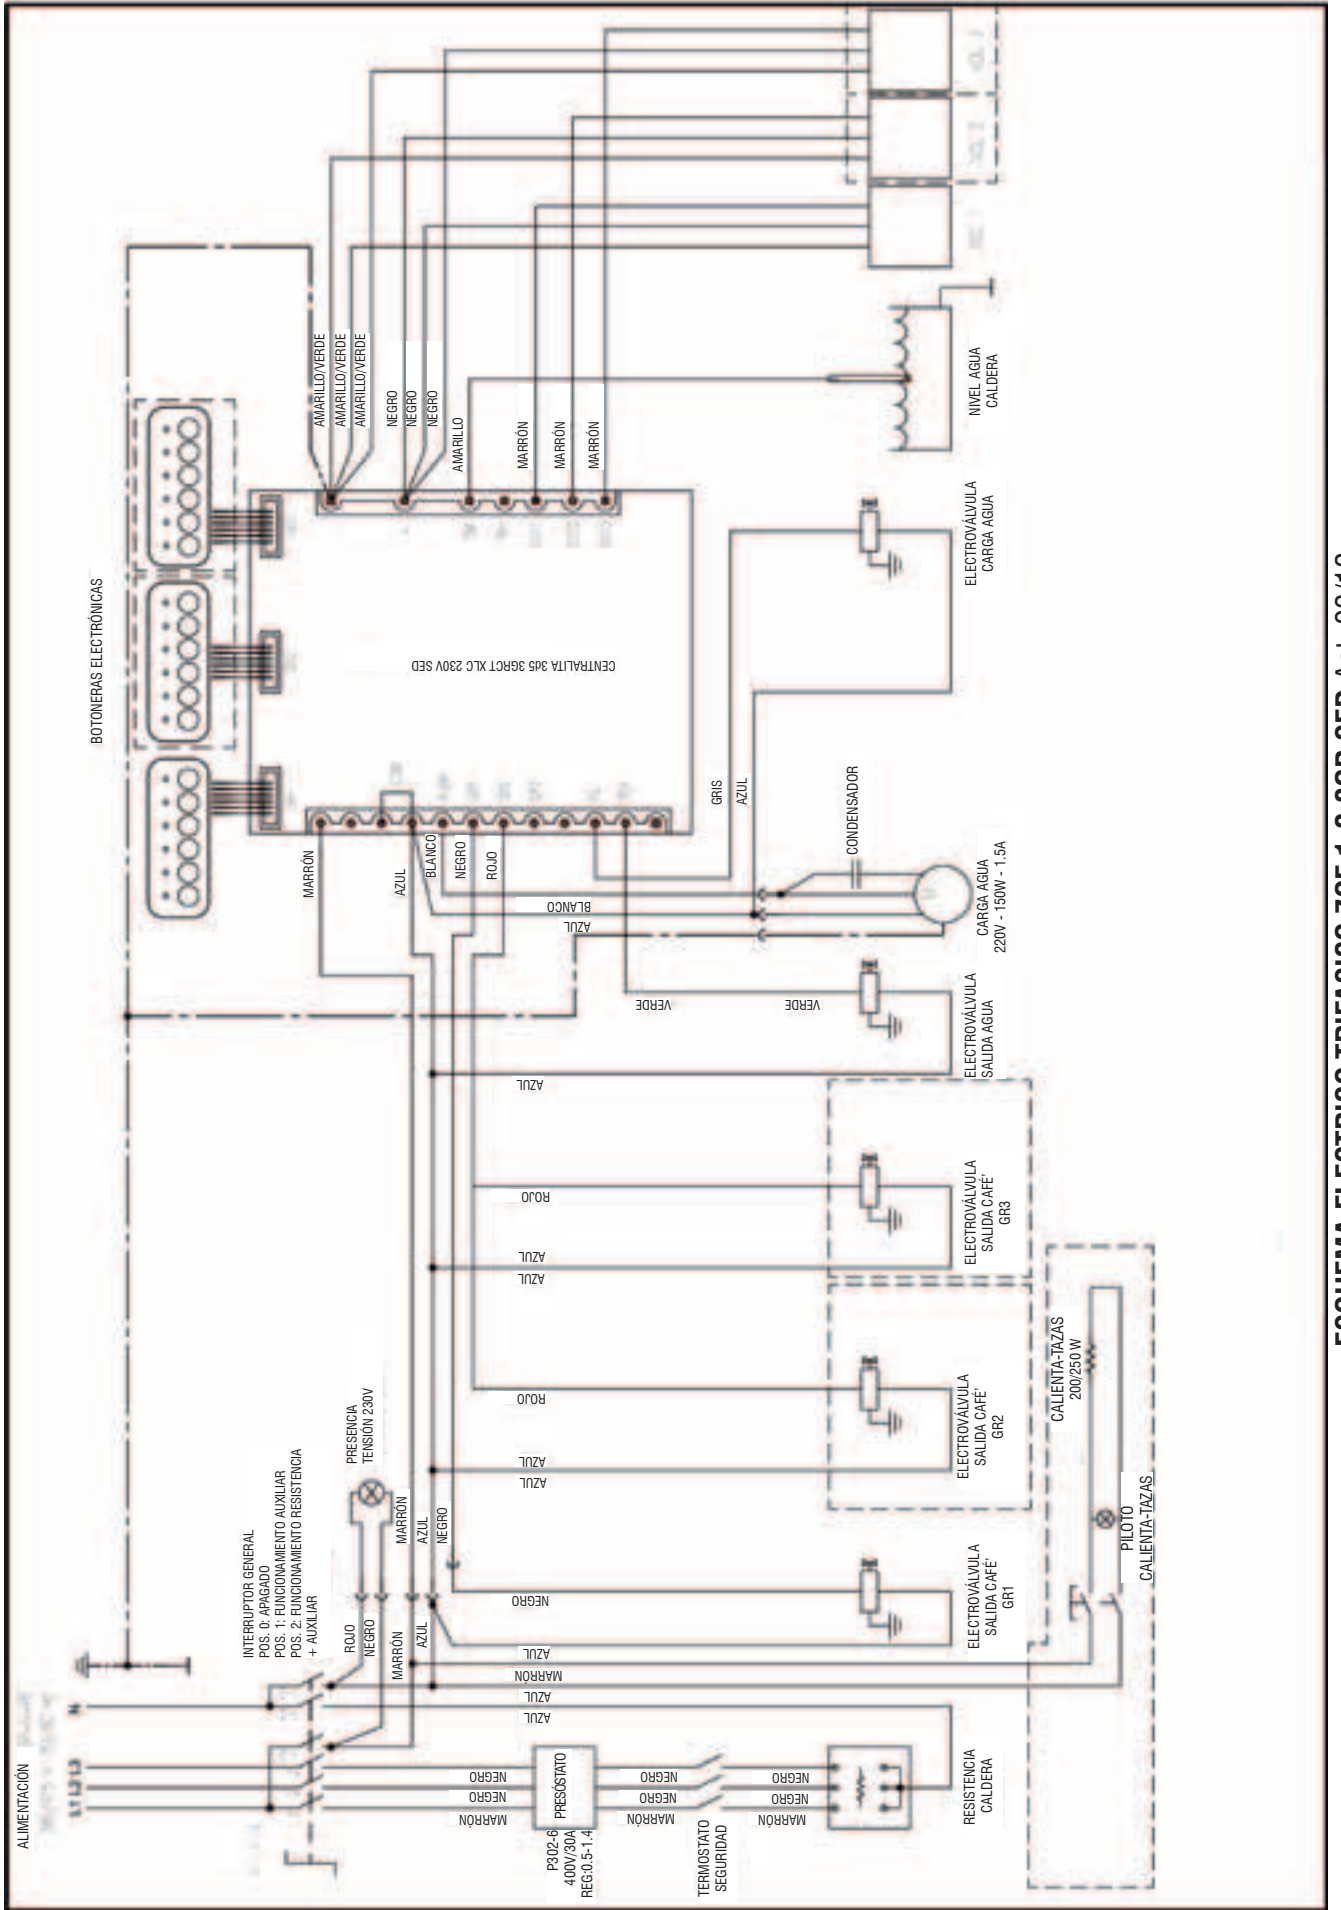 ALIMENTACIÓN
L1 L2 L3
N
INTERRUPTOR GENERAL
POS. 0: APAGADO
POS. 1: FUNCIONAMIENTO AUXILIAR
POS. 2: FUNCIONAMIENTO RESISTENCIA
+ AUXILIAR
PRESENCIA
TENSIÓN 230V
ROJO
NEGRO
MARRÓN
AZUL
MARRÓN
AZUL
NEGRO
BOTONERAS ELECTRÓNICAS
CENTRALITA 3d5 3GRCT XLC 230V SED
MARRÓN
AZUL
BLANCO
NEGRO
ROJO
AMARILLO/VERDE
AMARILLO/VERDE
AMARILLO/VERDE
NEGRO
NEGRO
NEGRO
AMARILLO
MARRÓN
MARRÓN
MARRÓN
NEGRO
NEGRO
MARRÓN
P302-6
400V/30A
REG:0.5-1.4
PRESÓSTATO
NEGRO
NEGRO
MARRÓN
TERMOSTATO
SEGURIDAD
NEGRO
NEGRO
MARRÓN
RESISTENCIA
CALDERA
AZUL
AZUL
MARRÓN
AZUL
NEGRO
ELECTROVÁLVULA
SALIDA CAFÉ'
GR1
AZUL
AZUL
ROJO
ELECTROVÁLVULA
SALIDA CAFÉ'
GR2
AZUL
AZUL
ROJO
ELECTROVÁLVULA
SALIDA CAFÉ'
GR3
AZUL
VERDE
VERDE
ELECTROVÁLVULA
SALIDA AGUA
AZUL
BLANCO
CONDENSADOR
CARGA AGUA
220V - 150W - 1.5A
GRIS
AZUL
ELECTROVÁLVULA
CARGA AGUA
NIVEL AGUA
CALDERA
CALIENTA-TAZAS
200/250 W
PILOTO
CALIENTA-TAZAS